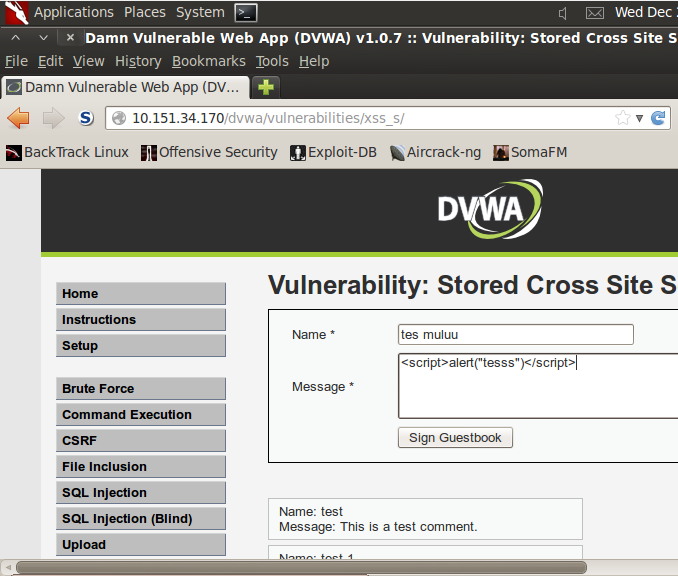 Applications Places System Wed Dec
Damn Vulnerable Web App (DVWA) v1.0.7 :: Vulnerability: Stored Cross Site S
File Edit View History Bookmarks Tools Help
Damn Vulnerable Web App (DV...
10.151.34.170/dvwa/vulnerabilities/xss_s/
BackTrack Linux Offensive Security Exploit-DB Aircrack-ng SomaFM
DVWA
Vulnerability: Stored Cross Site S
Home
Instructions
Setup
Brute Force
Command Execution
CSRF
File Inclusion
SQL Injection
SQL Injection (Blind)
Upload
Name * tes muluu
Message * <script>alert("tesss")</script>
Sign Guestbook
Name: test
Message: This is a test comment.
Name: test 1